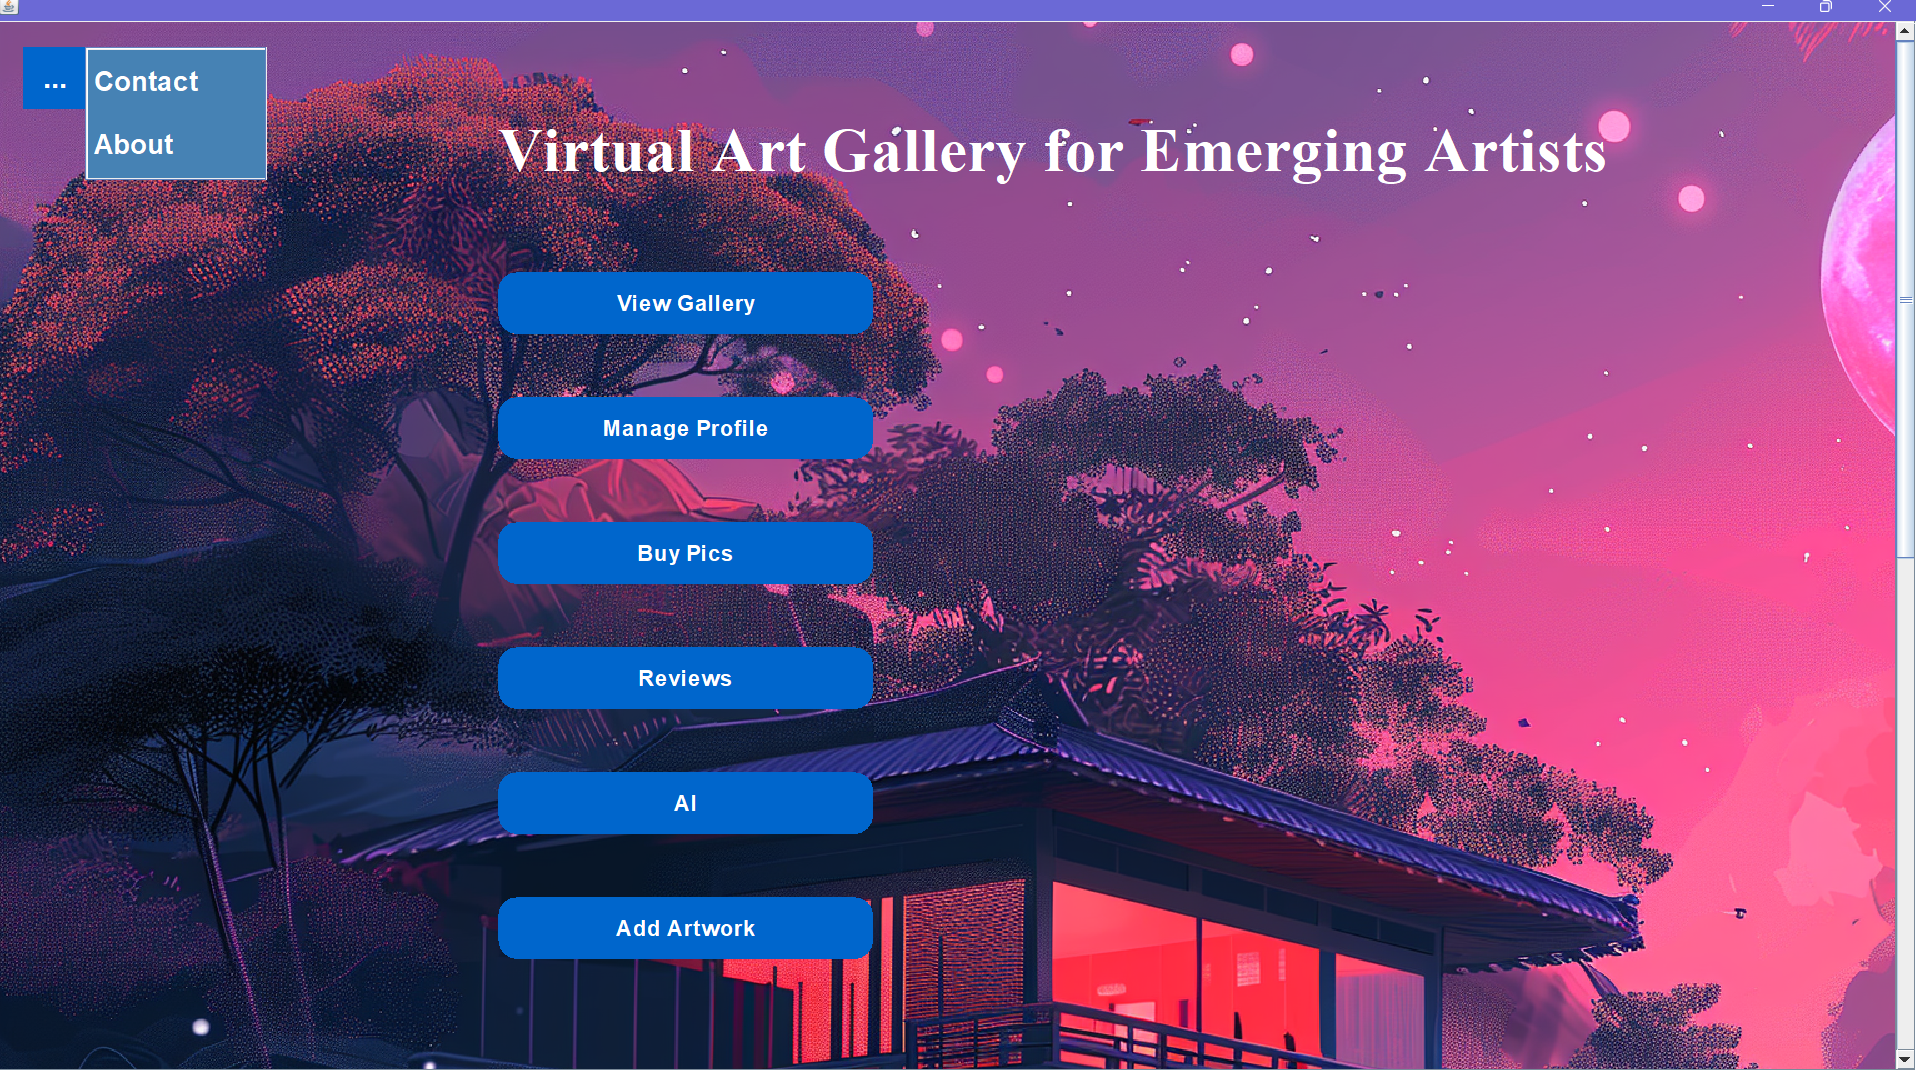 ...
Contact
About
Virtual Art Gallery for Emerging Artists
View Gallery
Manage Profile
Buy Pics
Reviews
AI
Add Artwork